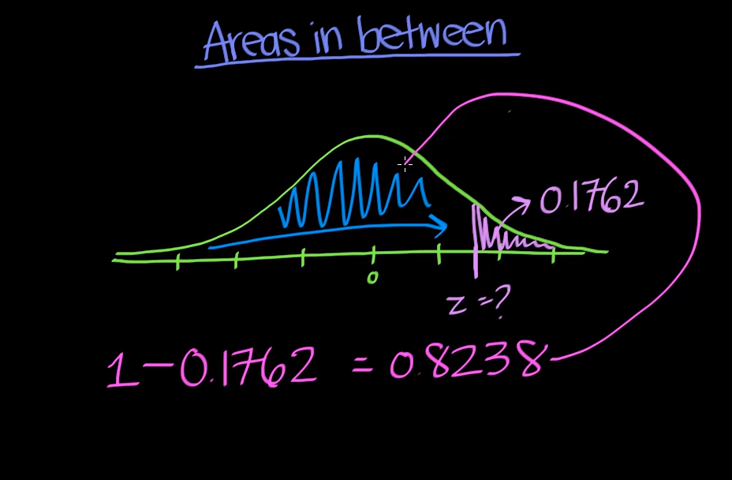 Areas in between
0.1762
0
z = ?
1 - 0.1762 = 0.8238